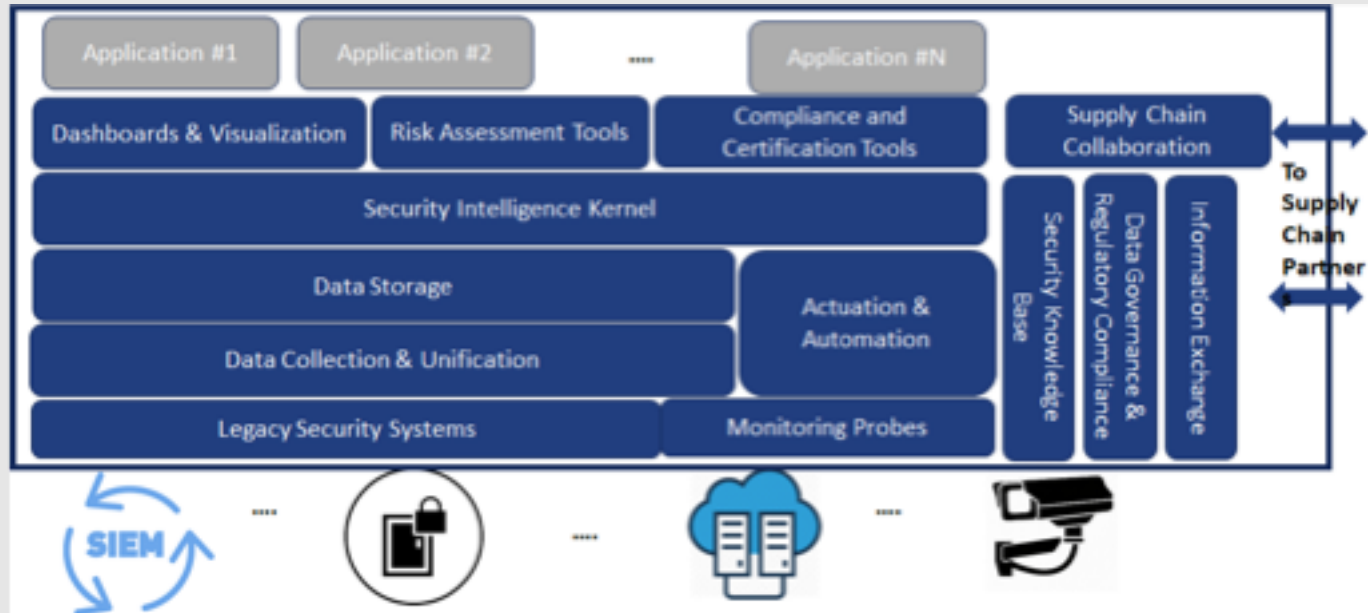 Application #1
Application #2
....
Application #N
Dashboards & Visualization
Risk Assessment Tools
Compliance and
Certification Tools
Supply Chain
Collaboration
Security Intelligence Kernel
Data Storage
Actuation &
Automation
Data Collection & Unification
Legacy Security Systems
Monitoring Probes
Security Knowledge
Base
Data Governance &
Regulatory Compliance
Information Exchange
To
Supply
Chain
Partner
s
SIEM
....
....
....